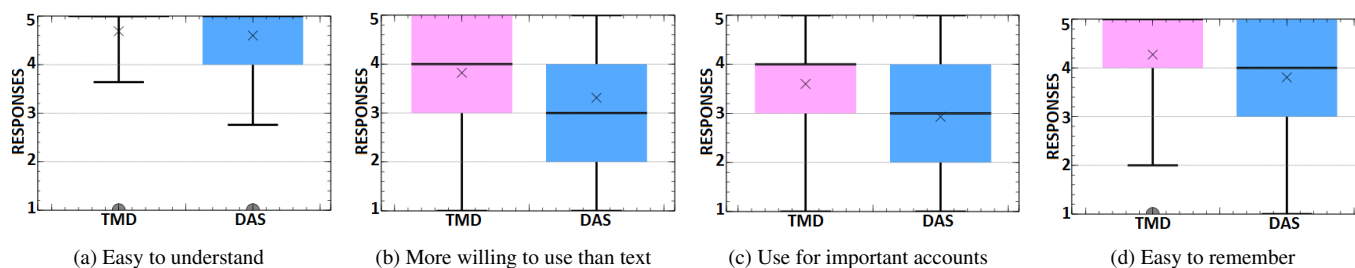 RESPONSES
5
4
3
2
1
TMD DAS
(a) Easy to understand
RESPONSES
5
4
3
2
1
TMD DAS
(b) More willing to use than text
RESPONSES
5
4
3
2
1
TMD DAS
(c) Use for important accounts
RESPONSES
5
4
3
2
1
TMD DAS
(d) Easy to remember